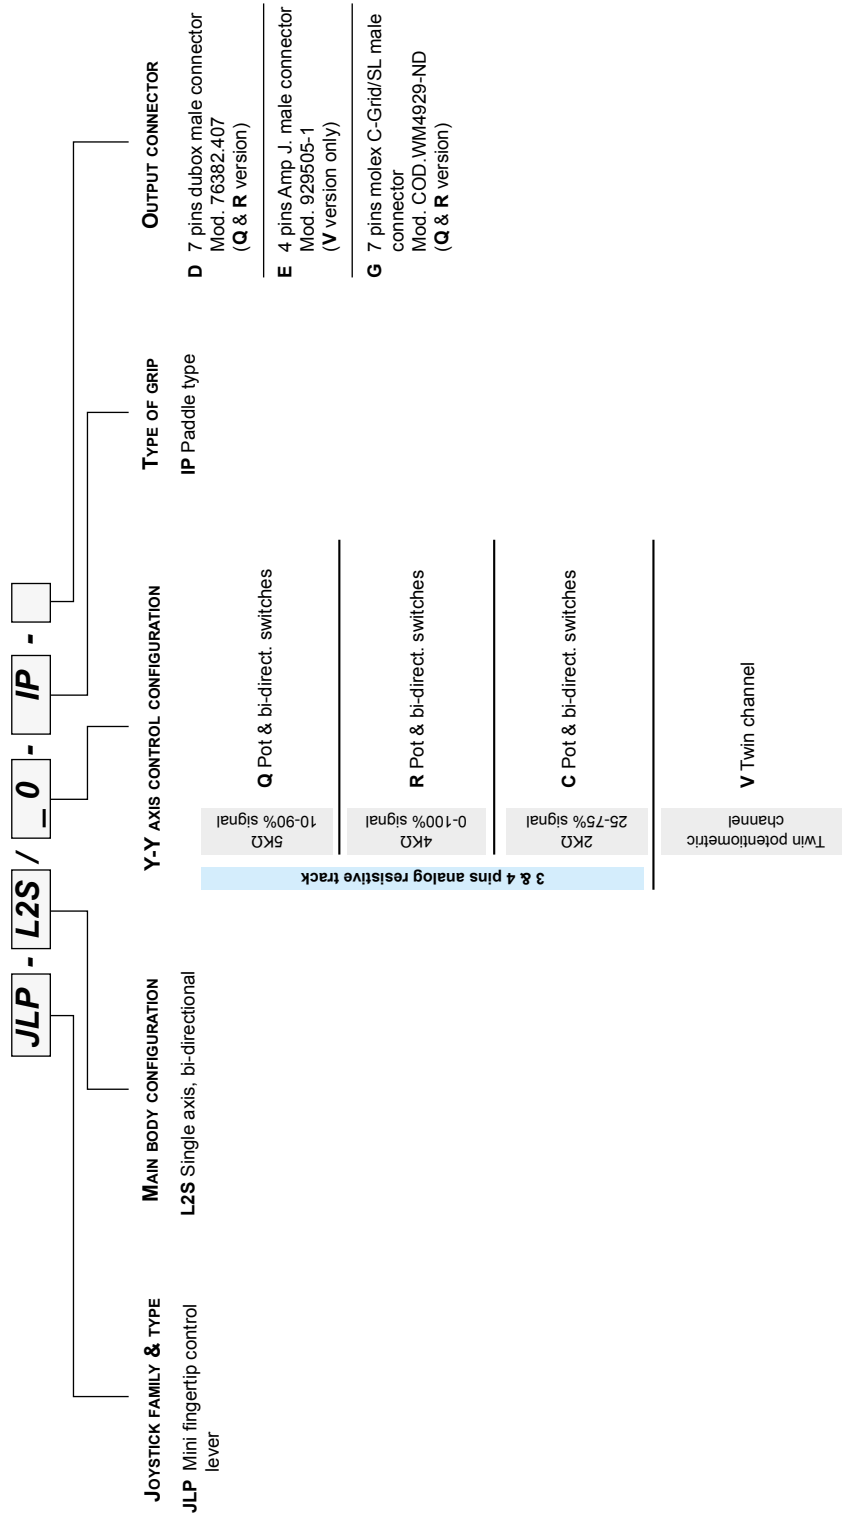 JLP - L2S / _0 - IP -
JOYSTICK FAMILY & TYPE
JLP Mini fingertip control
lever
MAIN BODY CONFIGURATION
L2S Single axis, bi-directional
Y-Y AXIS CONTROL CONFIGURATION
3 & 4 pins analog resistive track
5KΩ
10-90% signal
Q Pot & bi-direct. switches
4KΩ
0-100% signal
R Pot & bi-direct. switches
2KΩ
25-75% signal
C Pot & bi-direct. switches
Twin potentiometric
channel
V Twin channel
TYPE OF GRIP
IP Paddle type
OUTPUT CONNECTOR
D 7 pins dubox male connector
Mod. 76382.407
(Q & R version)
E 4 pins Amp J. male connector
Mod. 929505-1
(V version only)
G 7 pins molex C-Grid/SL male
connector
Mod. COD.WM4929-ND
(Q & R version)